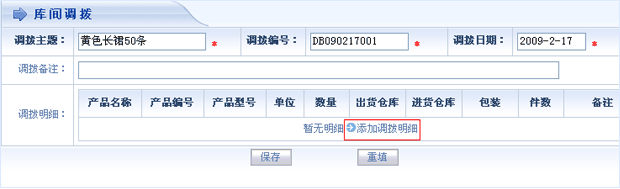 库间调拨
调拨主题： 黄色长裙50条 * 调拨编号： DB090217001 * 调拨日期： 2009-2-17 *
调拨备注：
产品名称 产品编号 产品型号 单位 数量 出货仓库 进货仓库 包装 件数 备注
调拨明细： 暂无明细 添加调拨明细
保存 重填